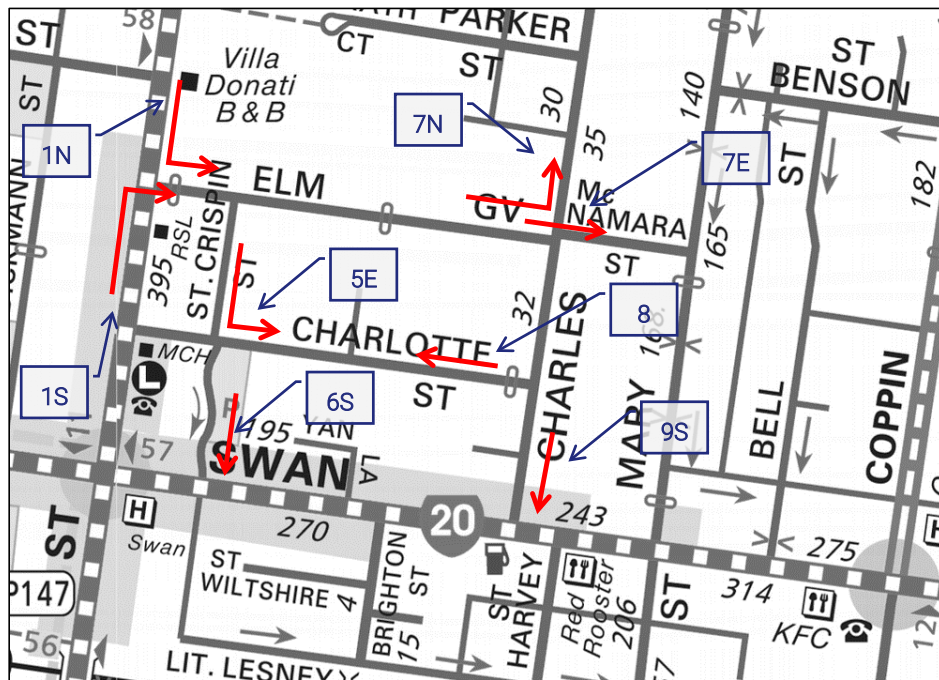 58
PARKER
CT
ST
ST
Villa
Donati
B & B
ST
30
140
ST
BENSON
7N
1N
35
7E
ST
182
ELM
ST. CRISPIN
GV
Mc
NAMARA
RSL
395
ST
165
ST
5E
32
8
168
CHARLOTTE
MCH
L
ST
CHARLES
MARY
BELL
COPPIN
1S
6S
P
195
YAN
LA
9S
57
SWAN
H
Swan
270
20
243
275
ST
ST
WILTSHIRE
4
BRIGHTON
ST
15
ST
HARVEY
Red
Rooster
206
ST
314
KFC
P147
56
LIT. LESNEY
12